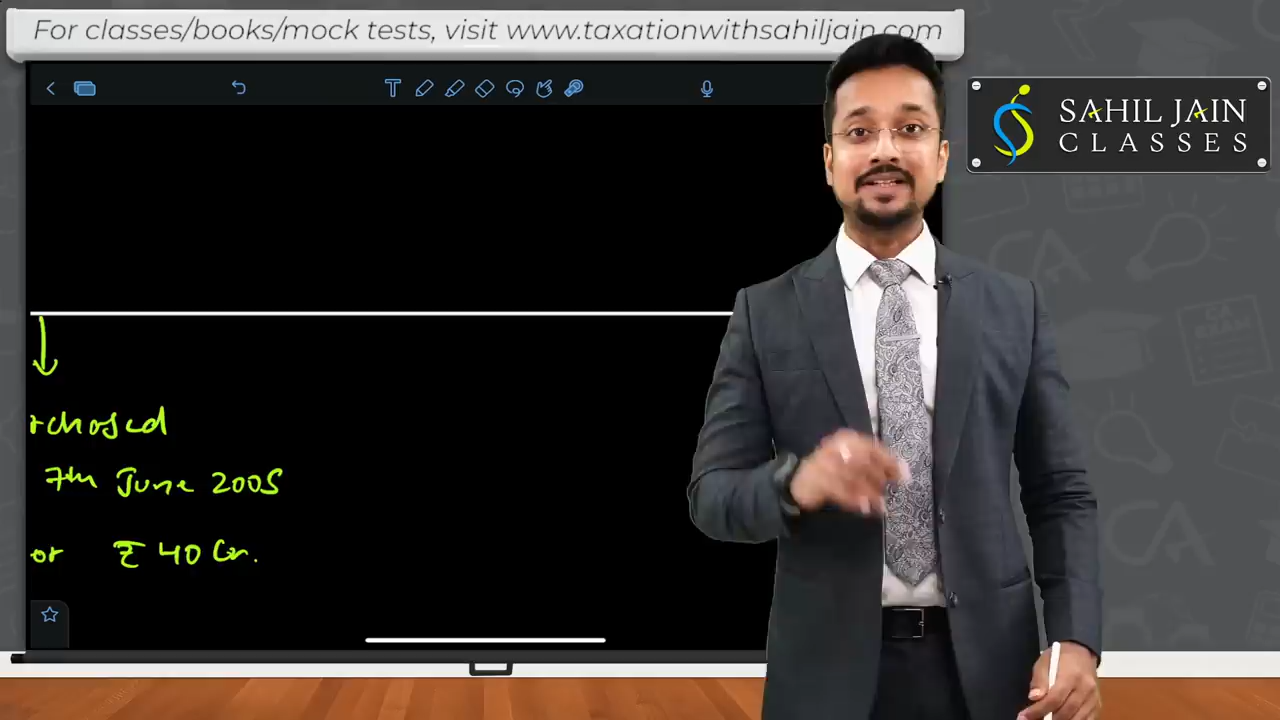 For classes/books/mock tests, visit www.taxationwithsahiljain.com
SAHIL JAIN
CLASSES
rchased
7th June 2005
or ₹ 40 Cr.